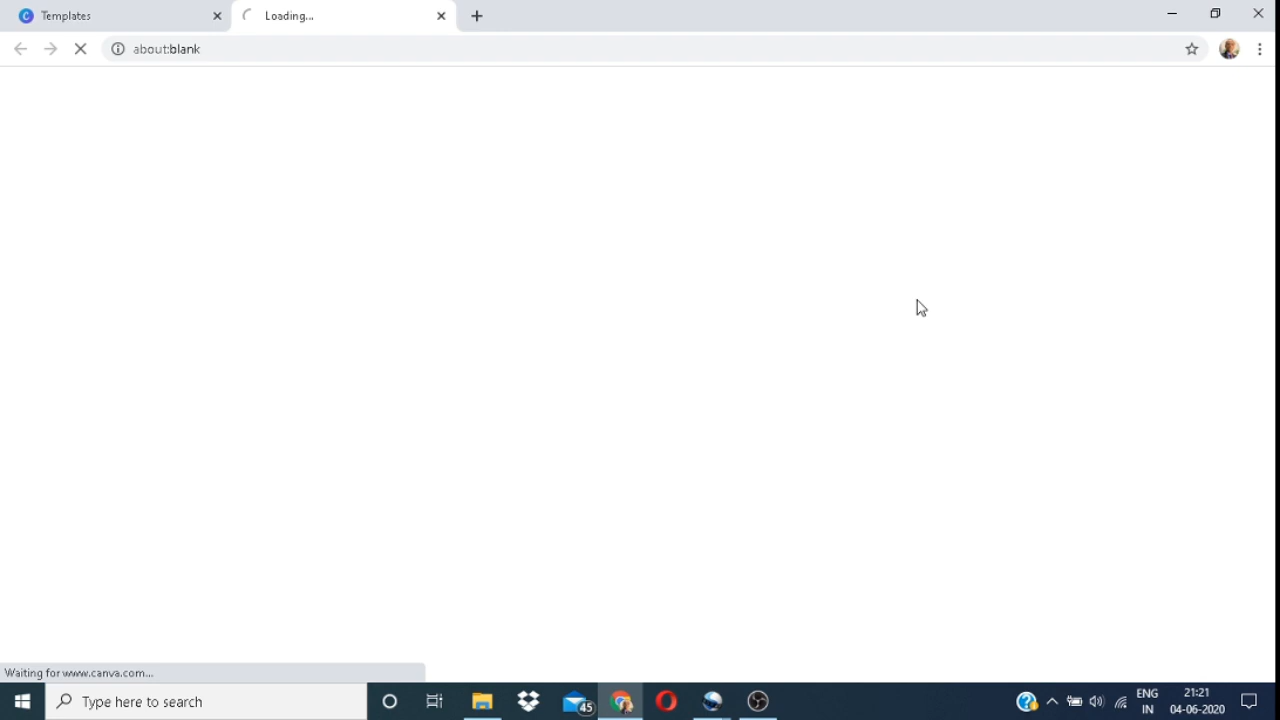 Templates
Loading...
about:blank
Waiting for www.canva.com...
Type here to search
45
ENG
IN
21:21
04-06-2020